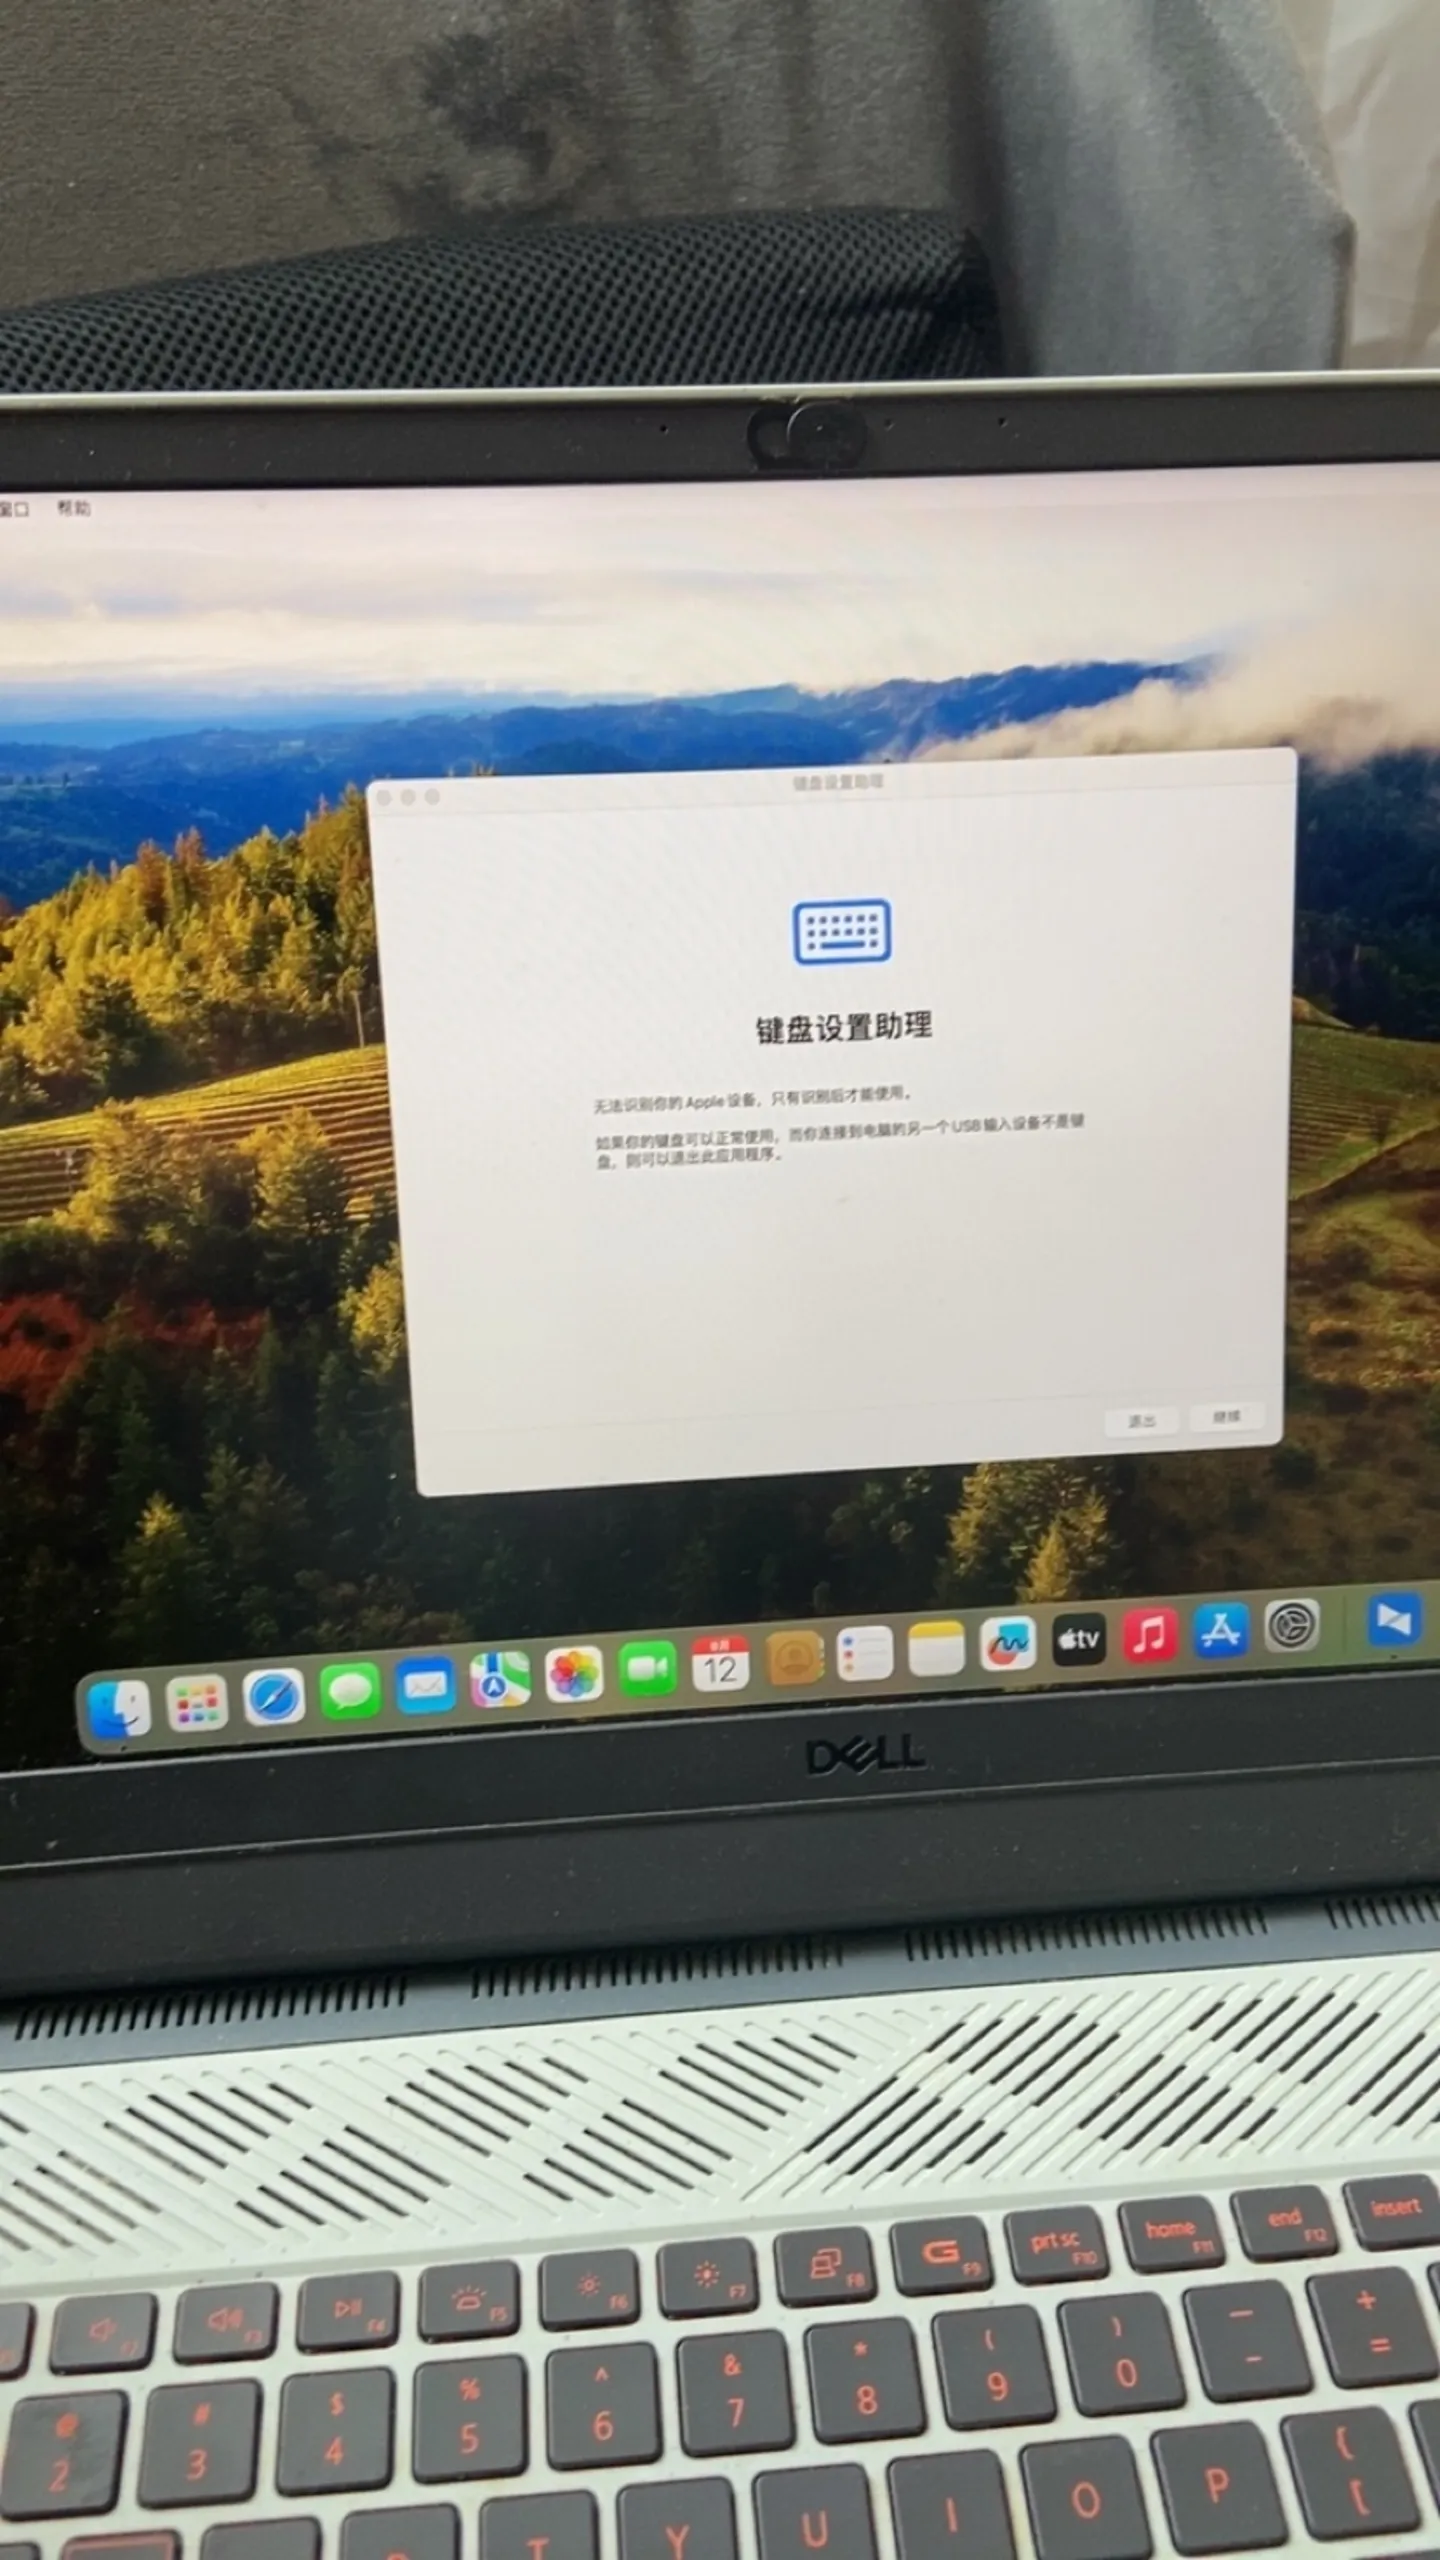 窗口 帮助
键盘设置助理
键盘设置助理
无法识别你的 Apple 设备，只有识别后才能使用。
如果你的键盘可以正常使用，而你连接到电脑的另一个 USB 输入设备不是键
盘，则可以退出此应用程序。
退出 继续
9月
12
tv
DELL
F2 F3 F4 F5 F6 F7 F8 G F9 prt sc F10 home F11 end F12 insert
@ # $ % ^ & * ( ) — +
2 3 4 5 6 7 8 9 0 - =
T Y U I O P { [